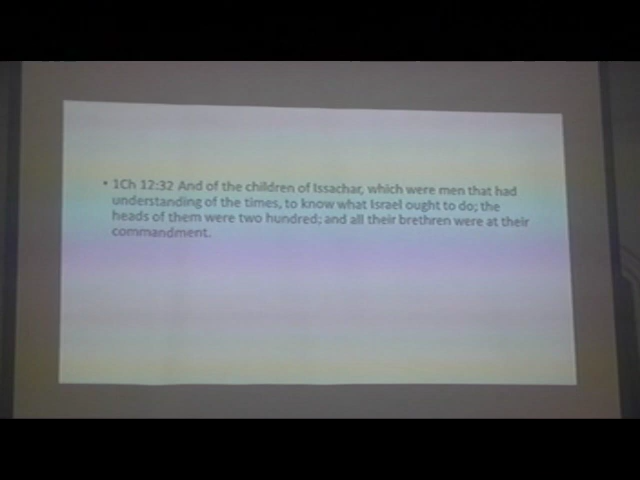 • 1Ch 12:32 And of the children of Issachar, which were men that had
understanding of the times, to know what Israel ought to do; the
heads of them were two hundred; and all their brethren were at their
commandment.